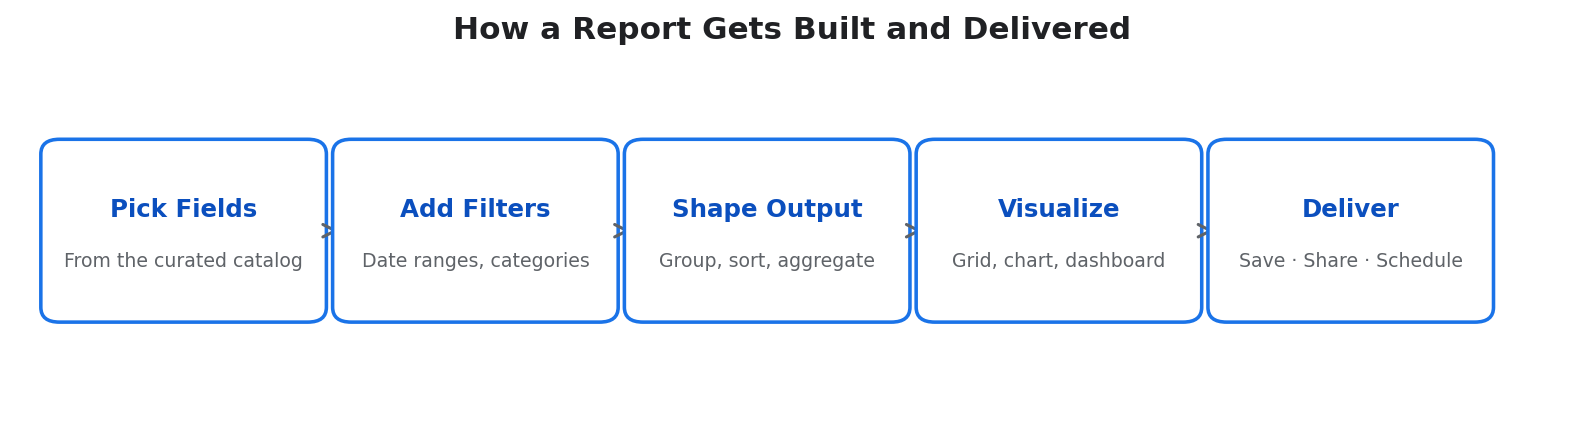 How a Report Gets Built and Delivered
Pick Fields
From the curated catalog
Add Filters
Date ranges, categories
Shape Output
Group, sort, aggregate
Visualize
Grid, chart, dashboard
Deliver
Save · Share · Schedule